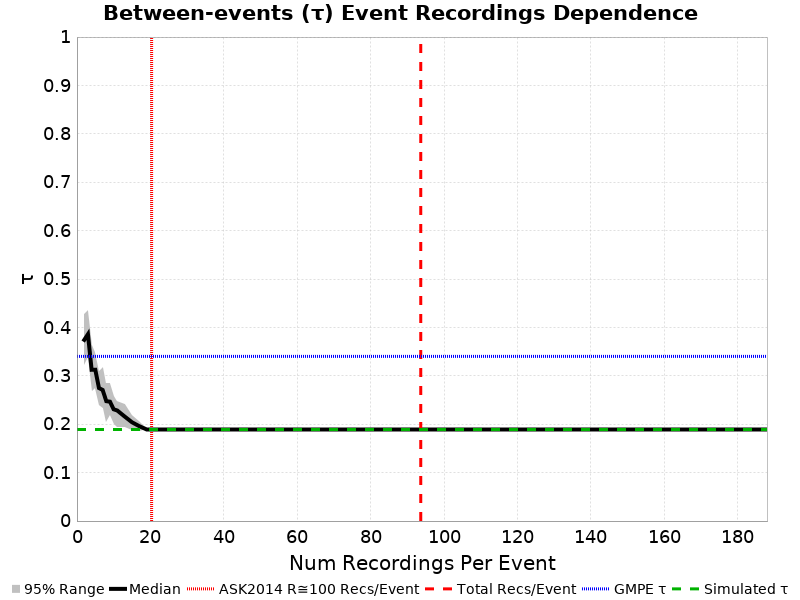 Between-events (τ) Event Recordings Dependence
1
0.9
0.8
0.7
0.6
0.5
0.4
0.3
0.2
0.1
0
τ
0 20 40 60 80 100 120 140 160 180
Num Recordings Per Event
95% Range Median ASK2014 R≅100 Recs/Event Total Recs/Event GMPE τ Simulated τ